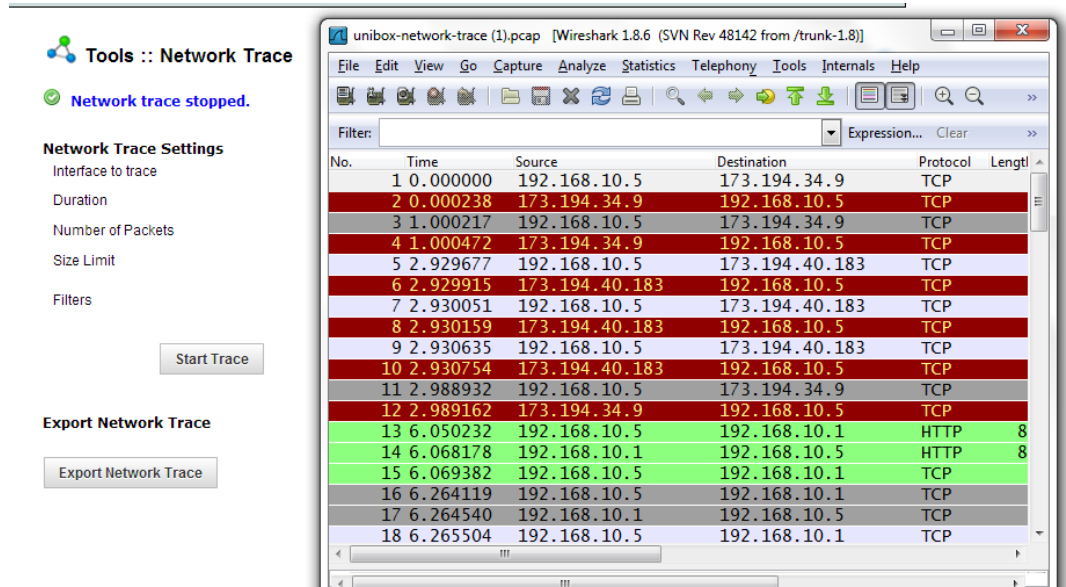 Tools :: Network Trace
Network trace stopped.
Network Trace Settings
Interface to trace
Duration
Number of Packets
Size Limit
Filters
Start Trace
Export Network Trace
Export Network Trace
unibox-network-trace (1).pcap [Wireshark 1.8.6 (SVN Rev 48142 from /trunk-1.8)]
File Edit View Go Capture Analyze Statistics Telephony Tools Internals Help
Filter: Expression... Clear
No. Time Source Destination Protocol Lengtl
1 0.000000 192.168.10.5 173.194.34.9 TCP
2 0.000238 173.194.34.9 192.168.10.5 TCP
3 1.000217 192.168.10.5 173.194.34.9 TCP
4 1.000472 173.194.34.9 192.168.10.5 TCP
5 2.929677 192.168.10.5 173.194.40.183 TCP
6 2.929915 173.194.40.183 192.168.10.5 TCP
7 2.930051 192.168.10.5 173.194.40.183 TCP
8 2.930159 173.194.40.183 192.168.10.5 TCP
9 2.930635 192.168.10.5 173.194.40.183 TCP
10 2.930754 173.194.40.183 192.168.10.5 TCP
11 2.988932 192.168.10.5 173.194.34.9 TCP
12 2.989162 173.194.34.9 192.168.10.5 TCP
13 6.050232 192.168.10.5 192.168.10.1 HTTP 8
14 6.068178 192.168.10.1 192.168.10.5 HTTP 8
15 6.069382 192.168.10.5 192.168.10.1 TCP
16 6.264119 192.168.10.5 192.168.10.1 TCP
17 6.264540 192.168.10.1 192.168.10.5 TCP
18 6.265504 192.168.10.5 192.168.10.1 TCP